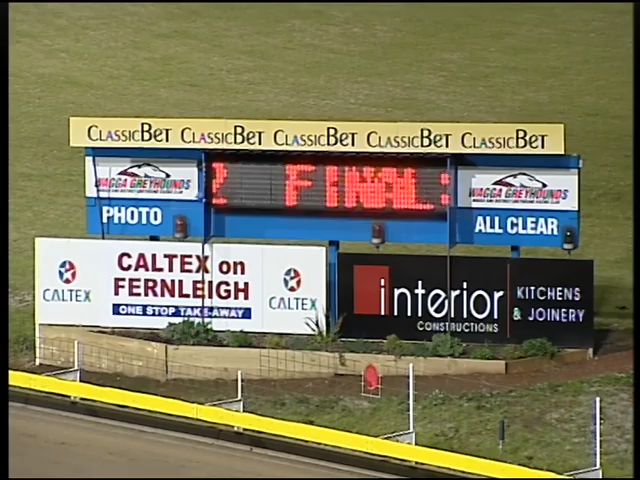 CLASSICBET CLASSICBET CLASSICBET CLASSICBET CLASSICBET
WAGGA GREYHOUNDS
2 FINAL:
WAGGA GREYHOUNDS
PHOTO
ALL CLEAR
CALTEX
CALTEX on
FERNLEIGH
ONE STOP TAKE-AWAY
CALTEX
interior
CONSTRUCTIONS
KITCHENS
& JOINERY